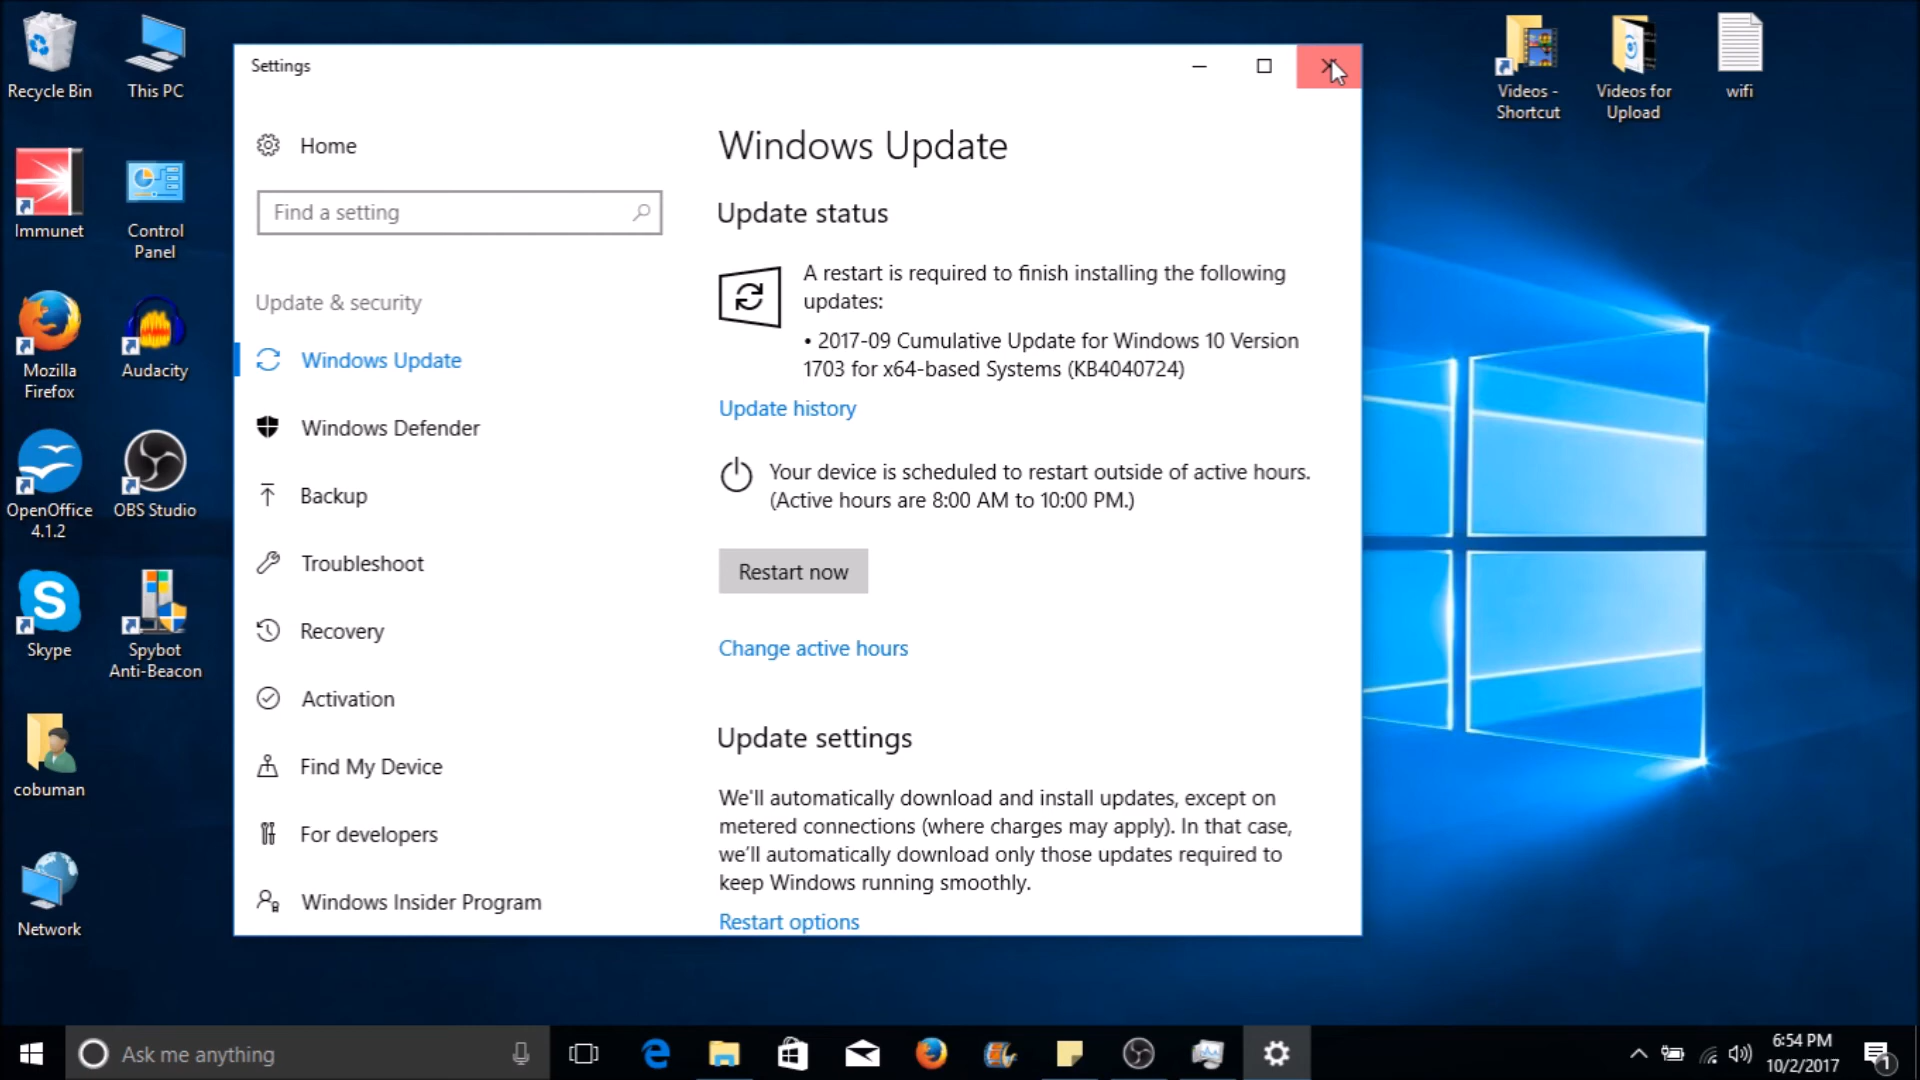 Recycle Bin
This PC
Immunet
Control
Panel
Mozilla
Firefox
Audacity
OpenOffice
4.1.2
OBS Studio
Skype
Spybot
Anti-Beacon
cobuman
Network
Settings
Home
Find a setting
Update & security
Windows Update
Windows Defender
Backup
Troubleshoot
Recovery
Activation
Find My Device
For developers
Windows Insider Program
Windows Update
Update status
A restart is required to finish installing the following
updates:
• 2017-09 Cumulative Update for Windows 10 Version
1703 for x64-based Systems (KB4040724)
Update history
Your device is scheduled to restart outside of active hours.
(Active hours are 8:00 AM to 10:00 PM.)
Restart now
Change active hours
Update settings
We'll automatically download and install updates, except on
metered connections (where charges may apply). In that case,
we'll automatically download only those updates required to
keep Windows running smoothly.
Restart options
Videos -
Shortcut
Videos for
Upload
wifi
Ask me anything
6:54 PM
10/2/2017
1